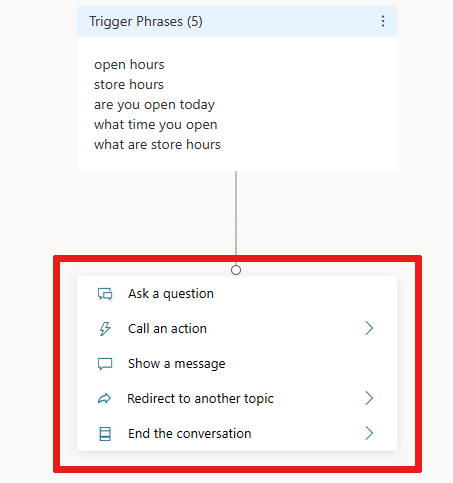 Trigger Phrases (5)
open hours
store hours
are you open today
what time you open
what are store hours
Ask a question
Call an action
Show a message
Redirect to another topic
End the conversation